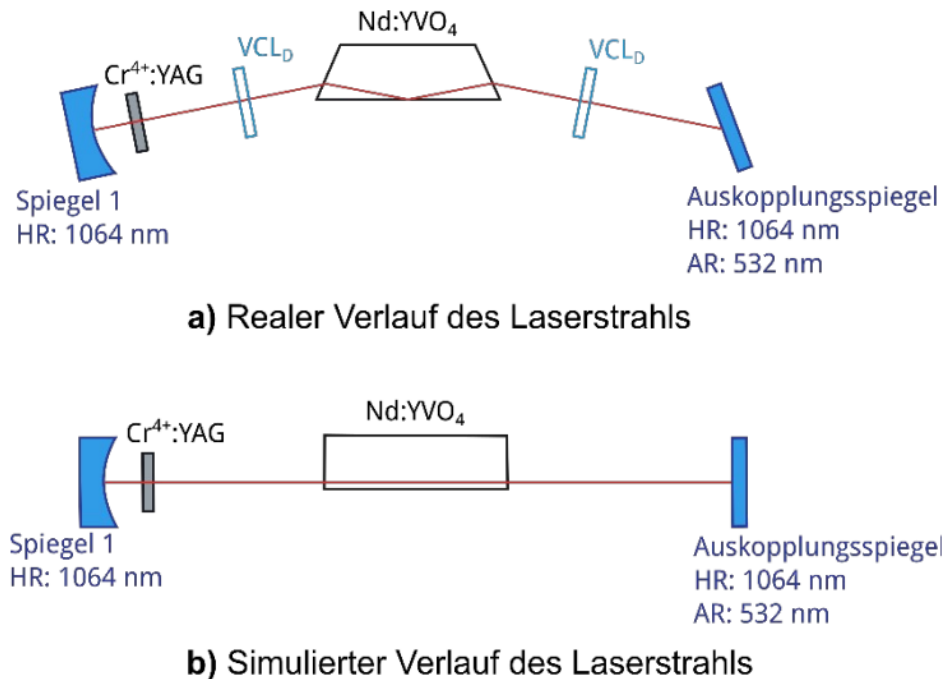 Nd:YVO₄
VCL_D
VCL_D
Cr⁴⁺:YAG
Spiegel 1
HR: 1064 nm
Auskopplungsspiegel
HR: 1064 nm
AR: 532 nm
a) Realer Verlauf des Laserstrahls
Nd:YVO₄
Cr⁴⁺:YAG
Spiegel 1
HR: 1064 nm
Auskopplungsspiegel
HR: 1064 nm
AR: 532 nm
b) Simulierter Verlauf des Laserstrahls